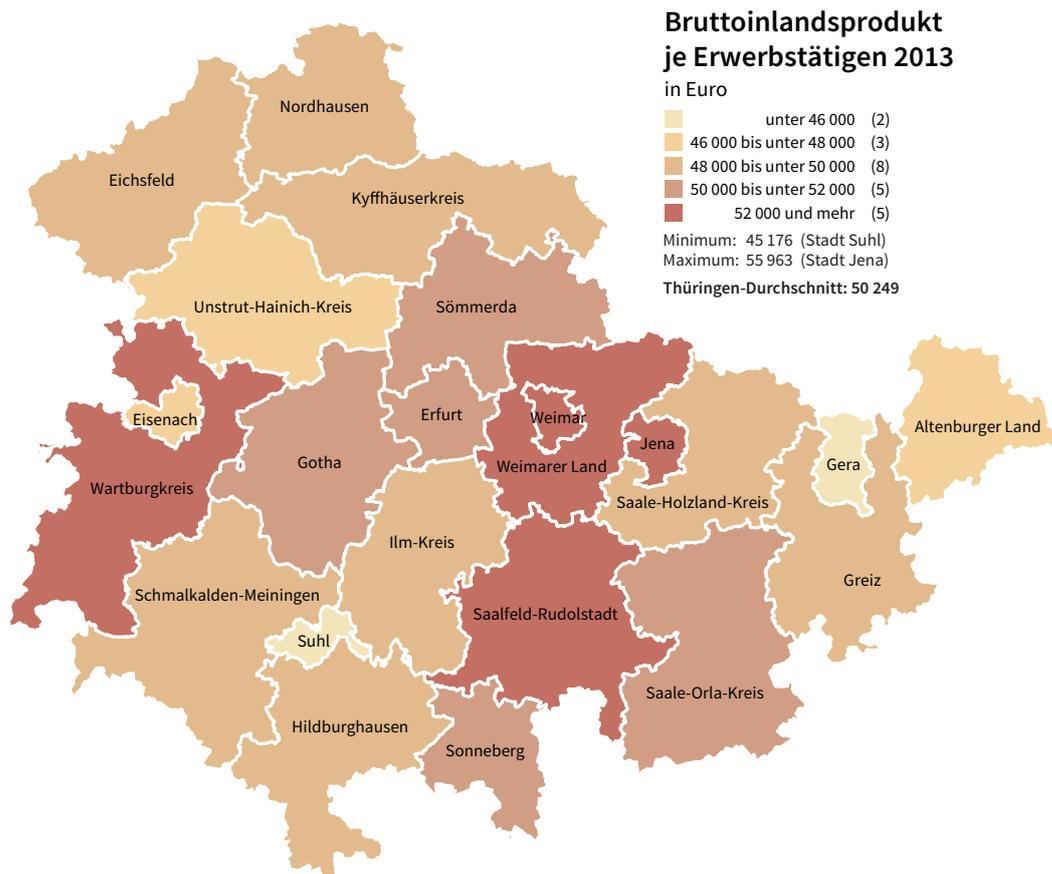 Bruttoinlandsprodukt
je Erwerbstätigen 2013
in Euro
unter 46 000 (2)
46 000 bis unter 48 000 (3)
48 000 bis unter 50 000 (8)
50 000 bis unter 52 000 (5)
52 000 und mehr (5)
Minimum: 45 176 (Stadt Suhl)
Maximum: 55 963 (Stadt Jena)
Thüringen-Durchschnitt: 50 249
Nordhausen
Eichsfeld
Kyffhäuserkreis
Unstrut-Hainich-Kreis
Sömmerda
Eisenach
Erfurt
Weimar
Altenburger Land
Jena
Gotha
Weimarer Land
Gera
Wartburgkreis
Saale-Holzland-Kreis
Ilm-Kreis
Greiz
Schmalkalden-Meiningen
Saalfeld-Rudolstadt
Suhl
Saale-Orla-Kreis
Hildburghausen
Sonneberg